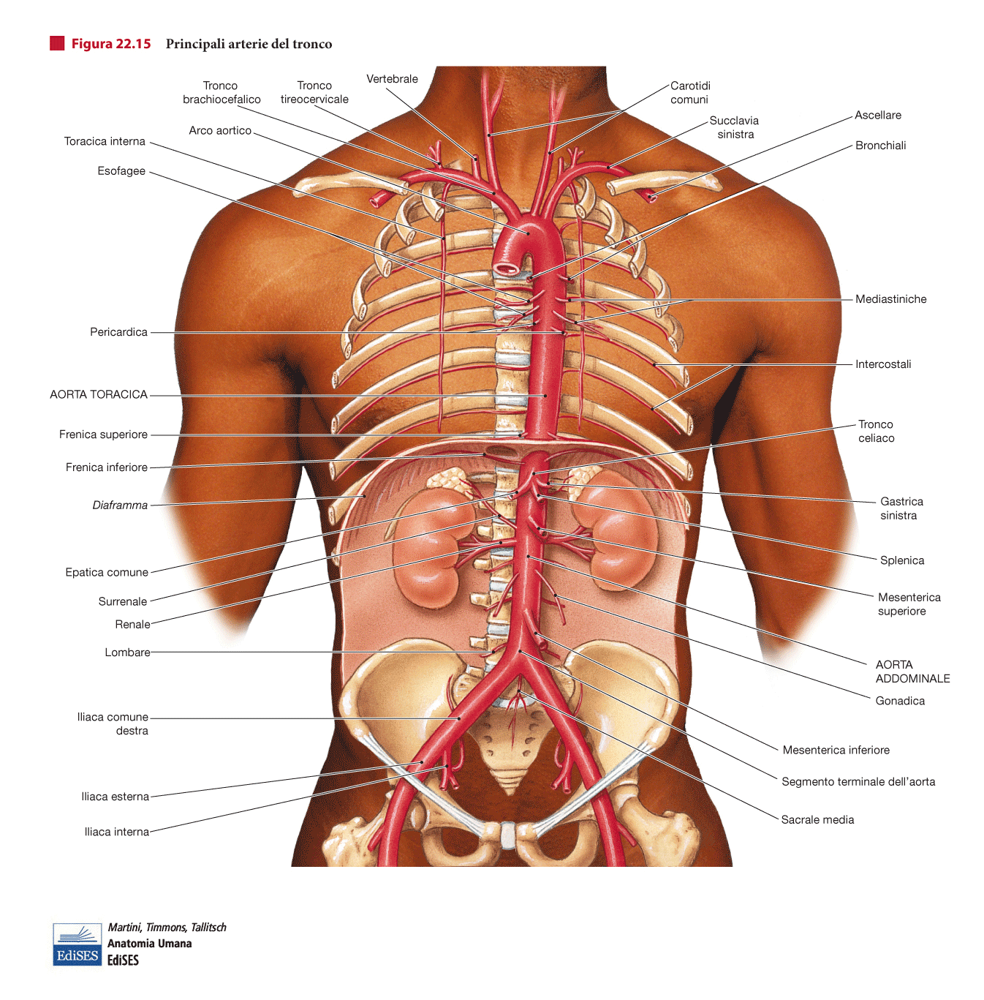 Figura 22.15 Principali arterie del tronco
Vertebrale
Tronco
brachiocefalico
Tronco
tireocervicale
Carotidi
comuni
Succlavia
sinistra
Ascellare
Arco aortico
Toracica interna
Bronchiali
Esofagee
Mediastiniche
Pericardica
Intercostali
AORTA TORACICA
Tronco
celiaco
Frenica superiore
Frenica inferiore
Diaframma
Gastrica
sinistra
Splenica
Epatica comune
Mesenterica
superiore
Surrenale
Renale
Lombare
AORTA
ADDOMINALE
Gonadica
Iliaca comune
destra
Mesenterica inferiore
Segmento terminale dell'aorta
Iliaca esterna
Sacrale media
Iliaca interna
EdiSES
Martini, Timmons, Tallitsch
Anatomia Umana
EdiSES